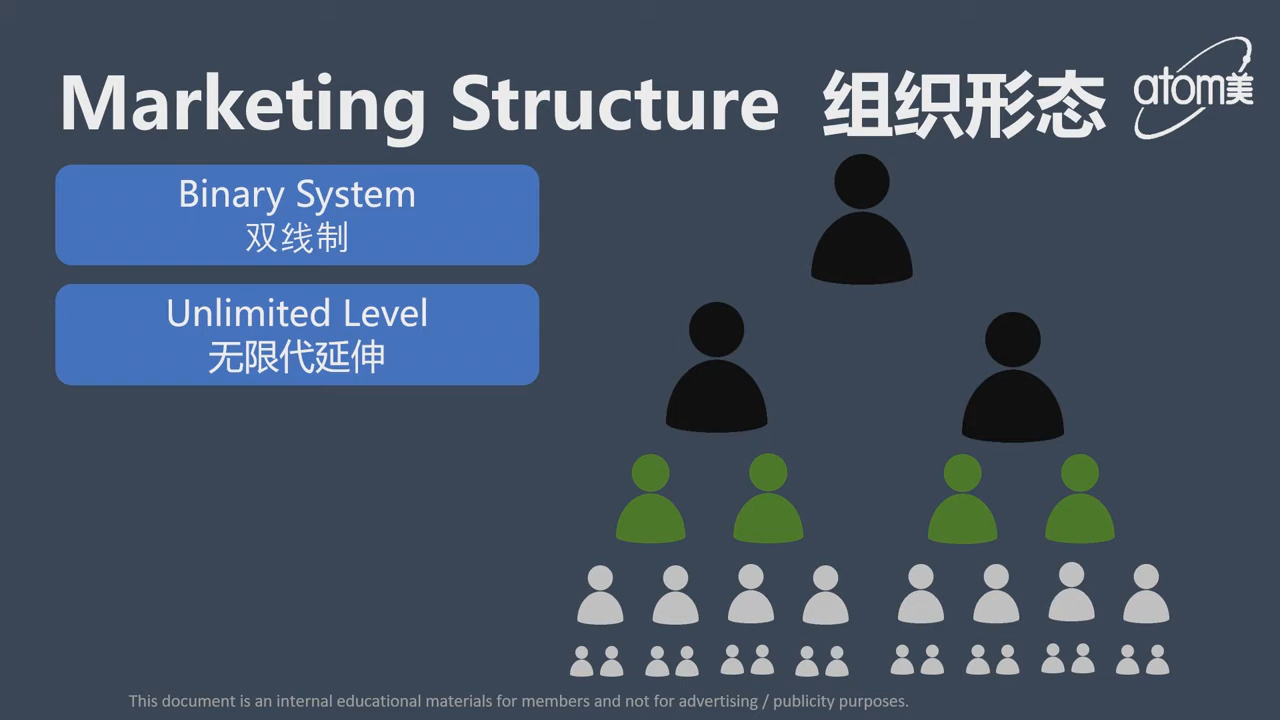 Marketing Structure 组织形态
atom美
Binary System
双线制
Unlimited Level
无限代延伸
This document is an internal educational materials for members and not for advertising / publicity purposes.